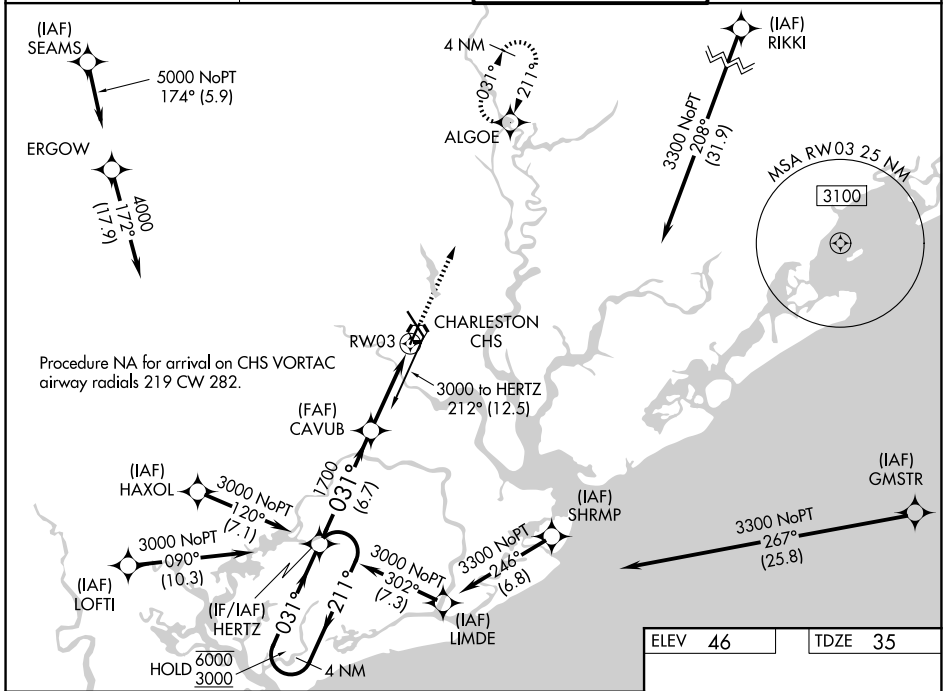 (IAF)
SEAMS
5000 NoPT
174° (5.9)
ERGOW
4000
172°
(17.9)
4 NM
031°
211°
ALGOE
(IAF)
RIKKI
3300 NoPT
208°
(31.9)
MSA RW03 25 NM
3100
RW03
CHARLESTON
CHS
Procedure NA for arrival on CHS VORTAC
airway radials 219 CW 282.
3000 to HERTZ
212° (12.5)
(FAF)
CAVUB
1700
031°
(6.7)
(IAF)
HAXOL
3000 NoPT
120°
(7.1)
(IAF)
SHRMP
3300 NoPT
246°
(6.8)
(IAF)
GMSTR
3300 NoPT
267°
(25.8)
3000 NoPT
090°
(10.3)
(IAF)
LOFTI
3000 NoPT
302°
(7.3)
(IAF)
LIMDE
(IF/IAF)
HERTZ
031°
211°
HOLD 6000
3000
4 NM
ELEV 46
TDZE 35